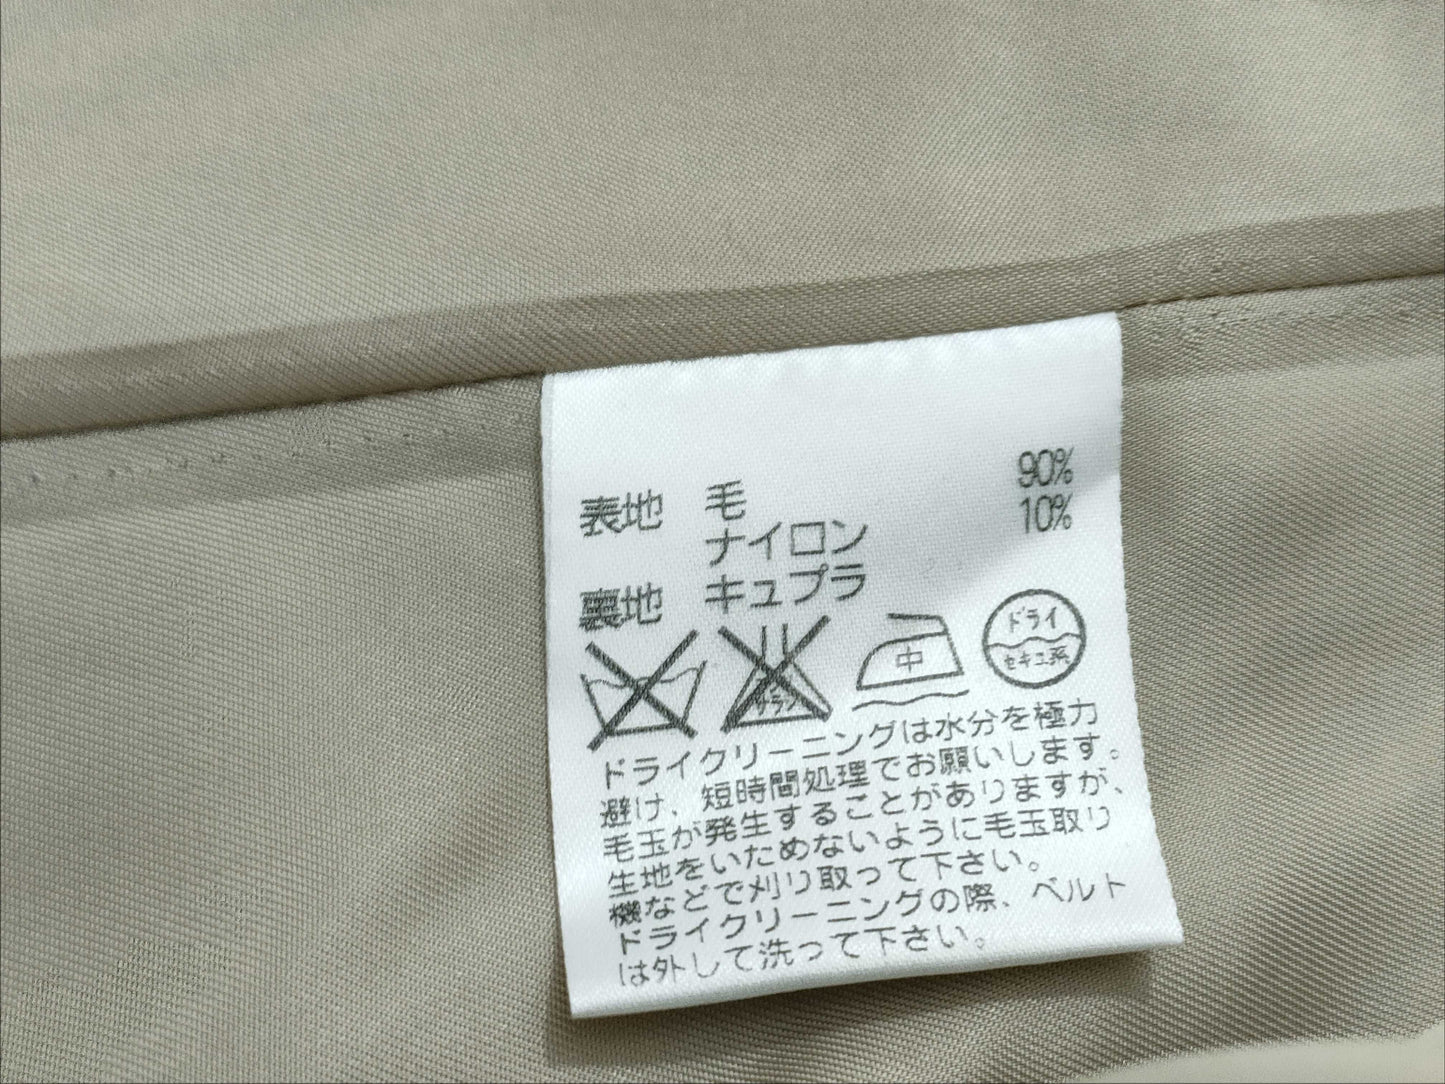 表地 毛 90%
ナイロン 10%
裏地 キュプラ
中 ドライ
セキユ系
ドライクリーニングは水分を極力
避け、短時間処理でお願いします。
毛玉が発生することがありますが、
生地をいためないように毛玉取り
機などで刈り取って下さい。
ドライクリーニングの際、ベルト
は外して洗って下さい。